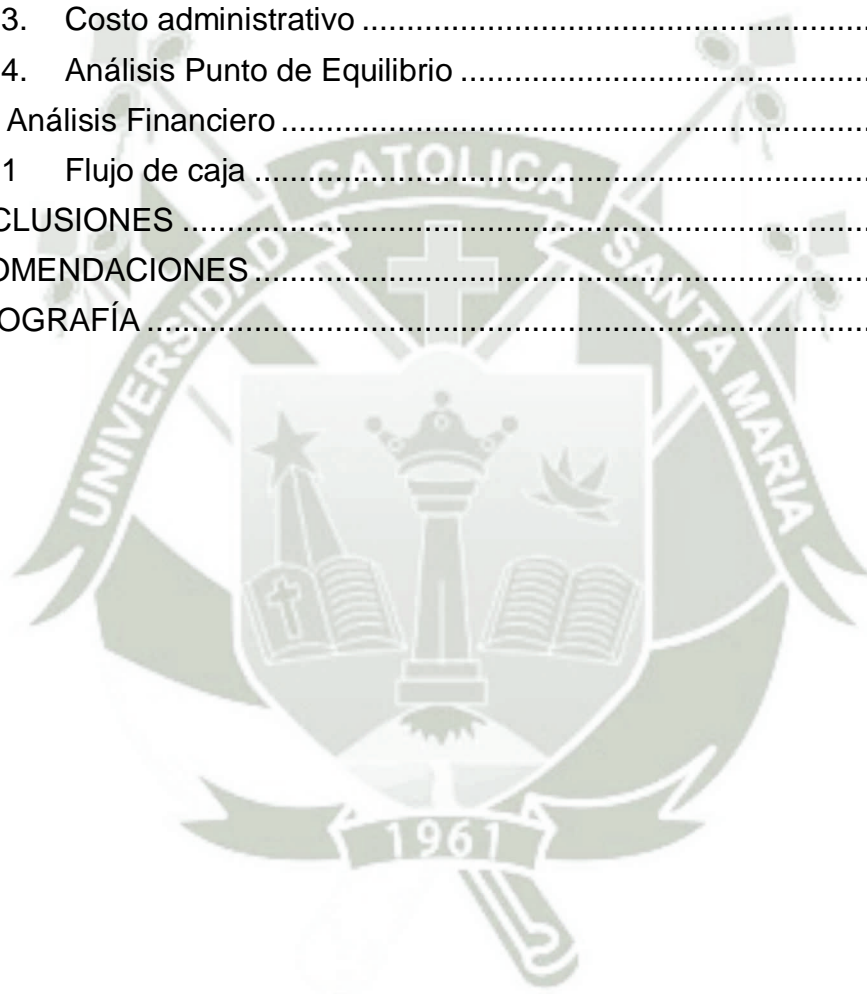 3. Costo administrativo ........................................................
4. Análisis Punto de Equilibrio .............................................
Análisis Financiero .................................................................
1 Flujo de caja ....................................................................
CLUSIONES ............................................................................
OMENDACIONES ....................................................................
OGRAFÍA ................................................................................
UNIVERSIDAD CATOLICA SANTA MARIA
1961